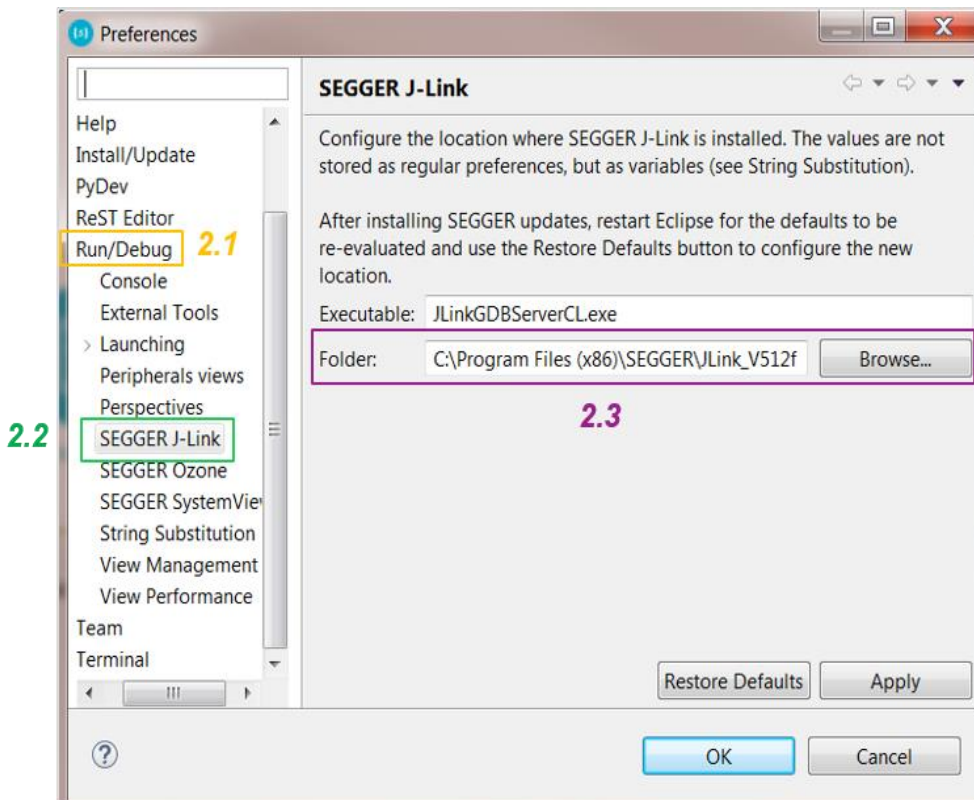 Preferences
Help
Install/Update
PyDev
ReST Editor
Run/Debug 2.1
Console
External Tools
Launching
Peripherals views
Perspectives
2.2 SEGGER J-Link
SEGGER Ozone
SEGGER SystemVie
String Substitution
View Management
View Performance
Team
Terminal
SEGGER J-Link
Configure the location where SEGGER J-Link is installed. The values are not
stored as regular preferences, but as variables (see String Substitution).
After installing SEGGER updates, restart Eclipse for the defaults to be
re-evaluated and use the Restore Defaults button to configure the new
location.
Executable: JLinkGDBServerCL.exe
Folder: C:\Program Files (x86)\SEGGER\JLink_V512f Browse...
2.3
Restore Defaults Apply
OK Cancel